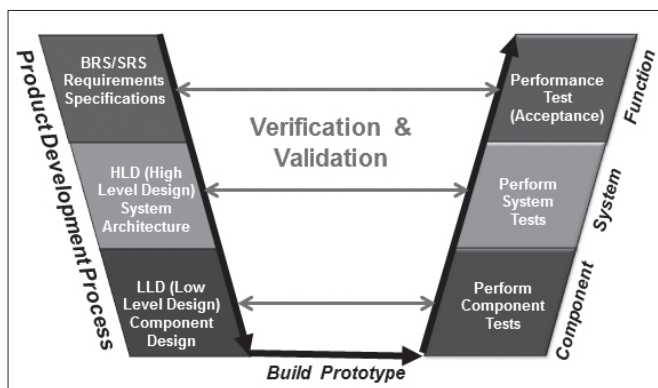 Product Development Process
BRS/SRS
Requirements
Specifications
HLD (High
Level Design)
System
Architecture
LLD (Low
Level Design)
Component
Design
Verification &
Validation
Build Prototype
Performance
Test
(Acceptance)
Perform
System
Tests
Perform
Component
Tests
Function
System
Component